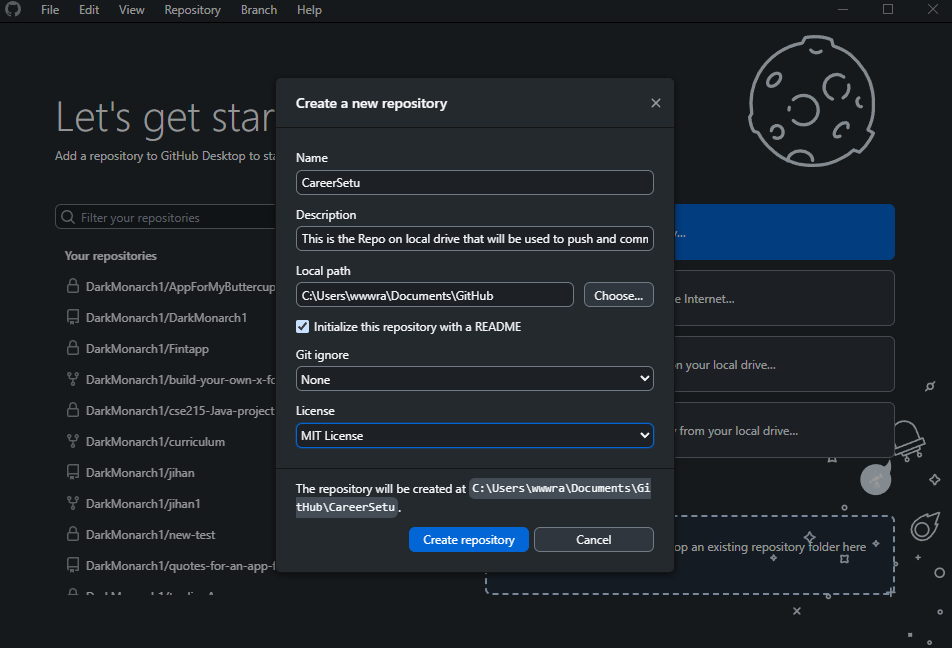 File Edit View Repository Branch Help
Let's get star
Add a repository to GitHub Desktop to sta
Filter your repositories
Your repositories
DarkMonarch1/AppForMyButtercup
DarkMonarch1/DarkMonarch1
DarkMonarch1/Fintapp
DarkMonarch1/build-your-own-x-fo
DarkMonarch1/cse215-Java-project
DarkMonarch1/curriculum
DarkMonarch1/jihan
DarkMonarch1/jihan1
DarkMonarch1/new-test
DarkMonarch1/quotes-for-an-app-f
Create a new repository
Name
CareerSetu
Description
This is the Repo on local drive that will be used to push and comm
Local path
C:\Users\wwwra\Documents\GitHub
Choose...
Initialize this repository with a README
Git ignore
None
License
MIT License
The repository will be created at C:\Users\wwwra\Documents\Gi
tHub\CareerSetu.
Create repository Cancel
y...
e Internet...
on your local drive...
y from your local drive...
op an existing repository folder here